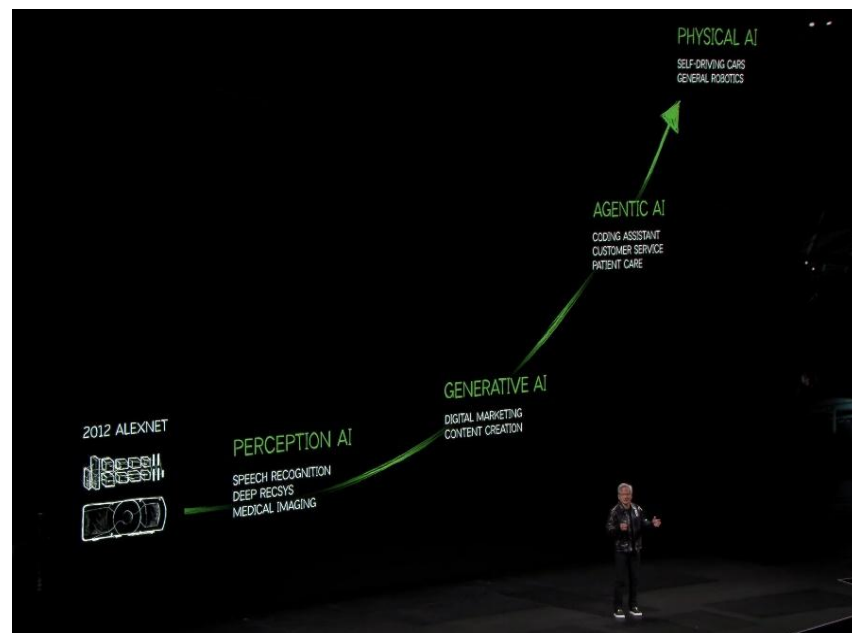 PHYSICAL AI
SELF-DRIVING CARS
GENERAL ROBOTICS
AGENTIC AI
CODING ASSISTANT
CUSTOMER SERVICE
PATIENT CARE
GENERATIVE AI
DIGITAL MARKETING
CONTENT CREATION
2012 ALEXNET
PERCEPTION AI
SPEECH RECOGNITION
DEEP RECSYS
MEDICAL IMAGING